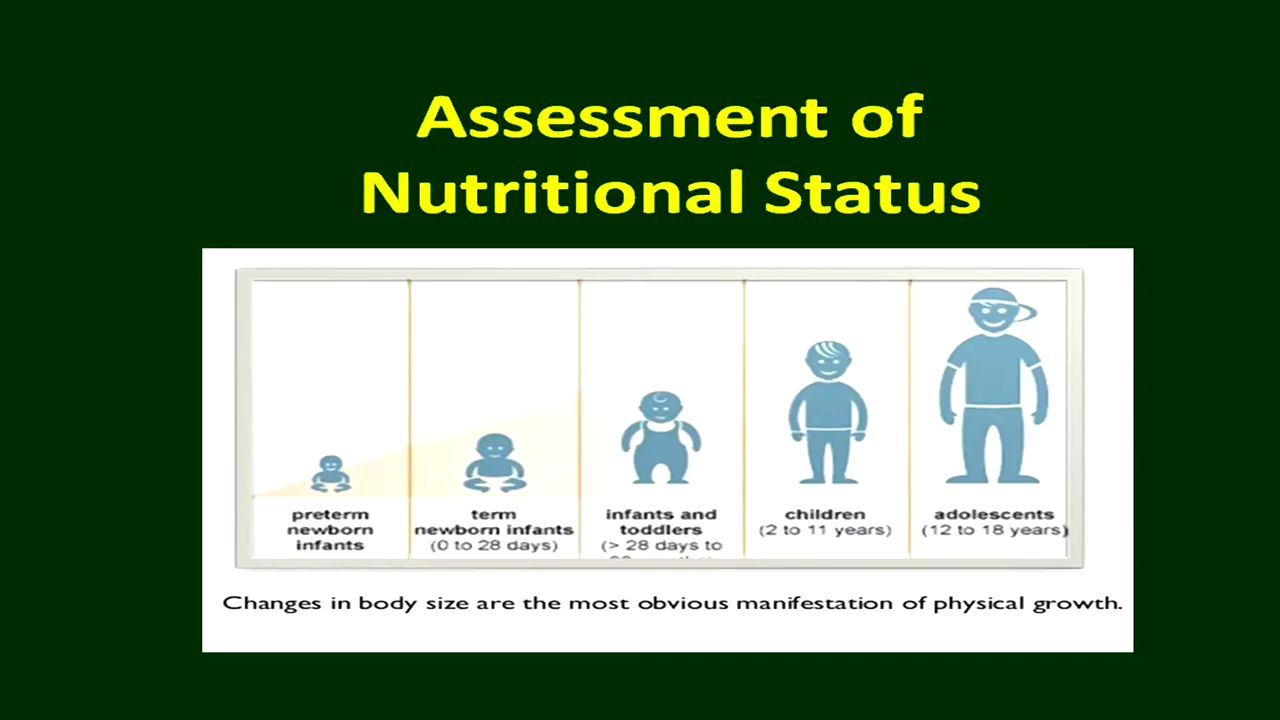 Assessment of
Nutritional Status
preterm
newborn
infants
term
newborn infants
(0 to 28 days)
infants and
toddlers
(> 28 days to
children
(2 to 11 years)
adolescents
(12 to 18 years)
Changes in body size are the most obvious manifestation of physical growth.